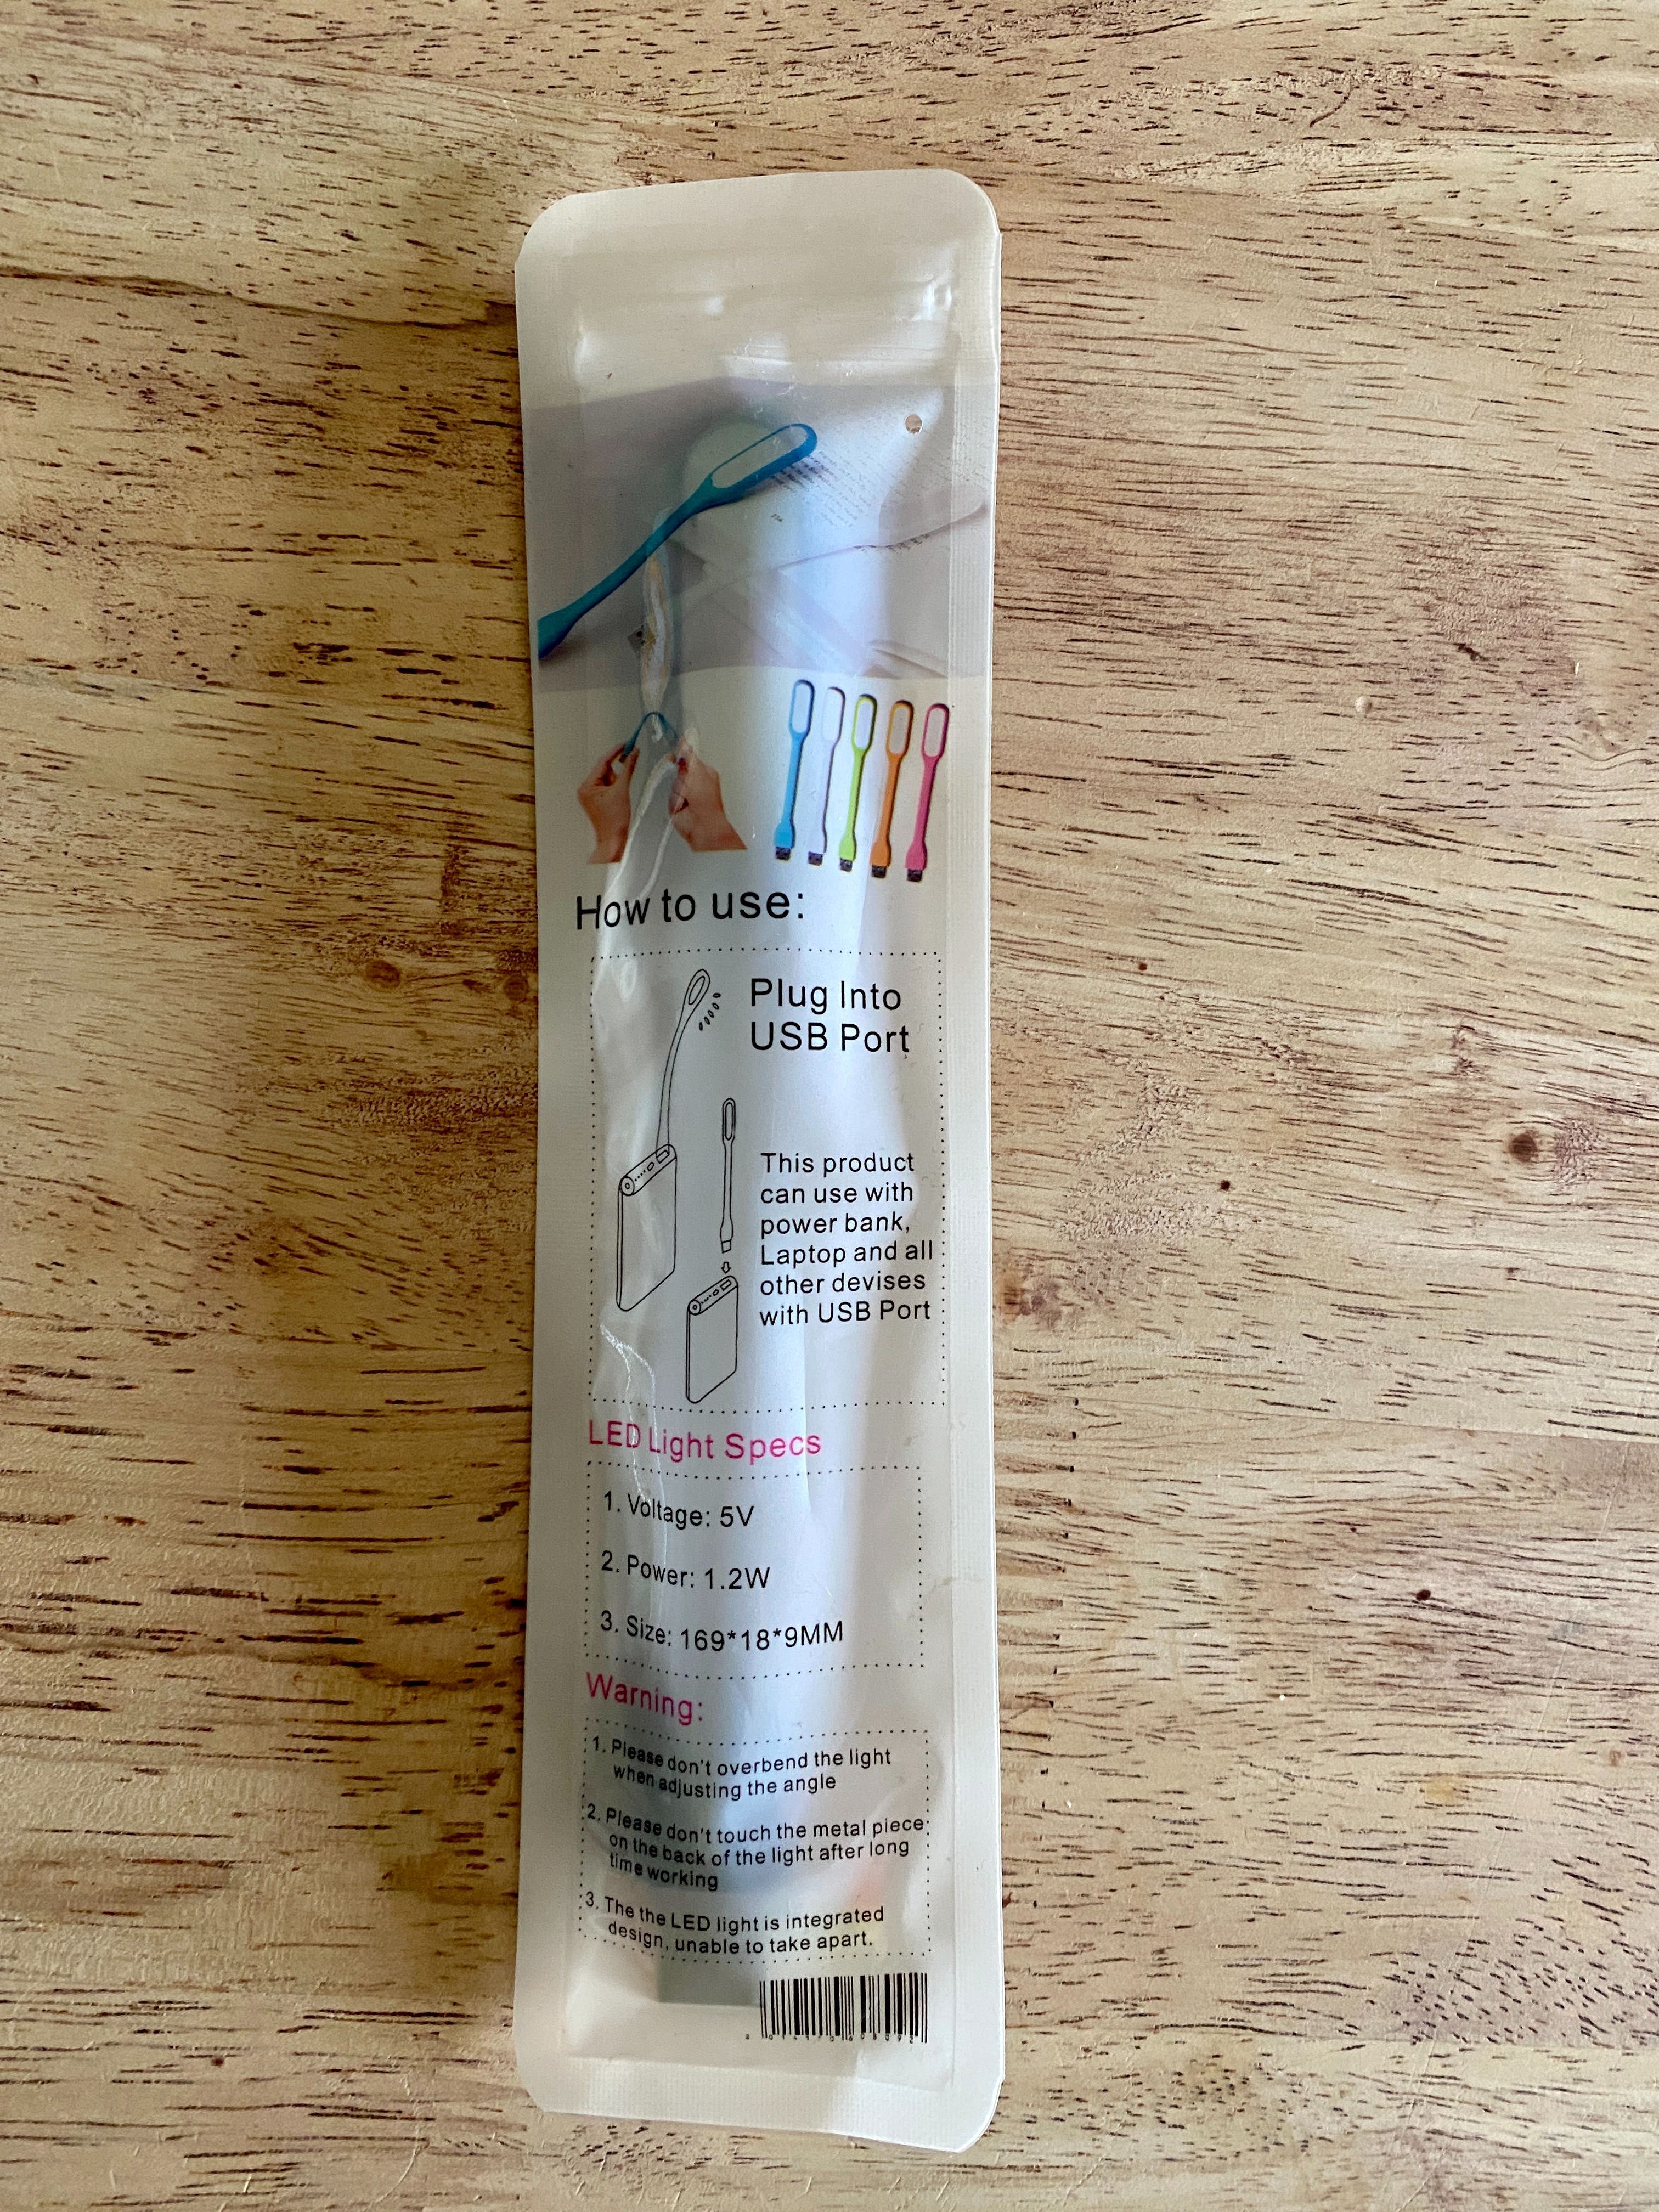 How to use:
Plug Into
USB Port
This product
can use with
power bank,
Laptop and all
other devises
with USB Port
LED Light Specs
1. Voltage: 5V
2. Power: 1.2W
3. Size: 169*18*9MM
Warning:
1. Please don't overbend the light
when adjusting the angle
2. Please don't touch the metal piece
on the back of the light after long
time working
3. The the LED light is integrated
design, unable to take apart.